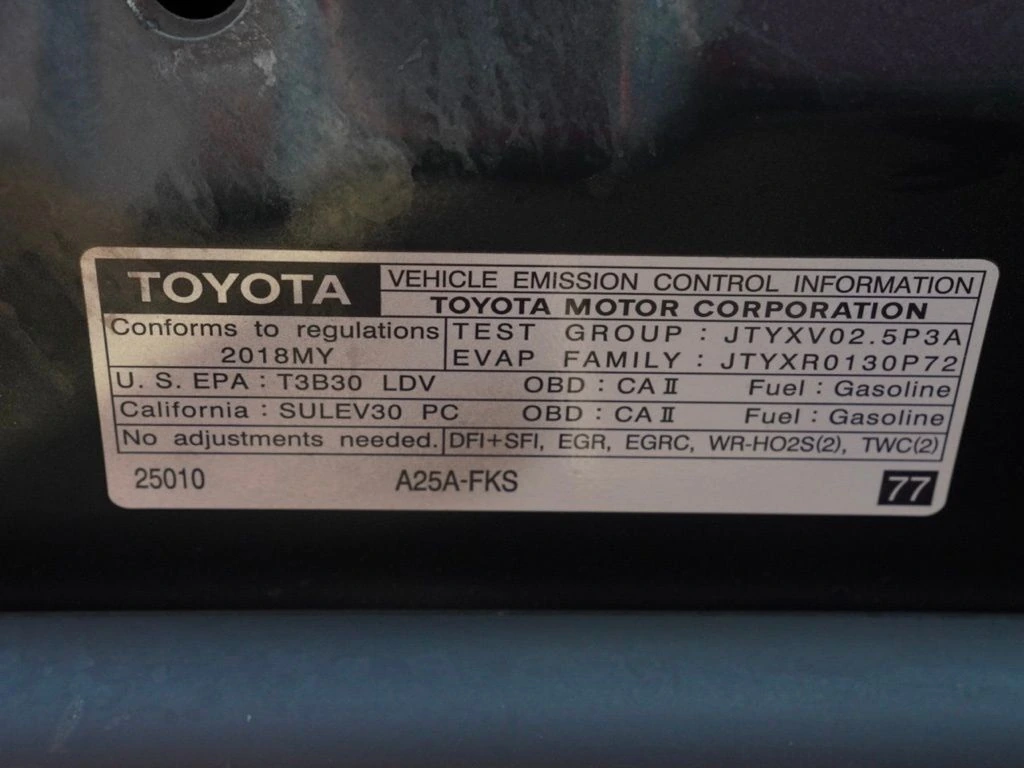 TOYOTA VEHICLE EMISSION CONTROL INFORMATION
TOYOTA MOTOR CORPORATION
Conforms to regulations TEST GROUP : JTYXV02.5P3A
2018MY EVAP FAMILY : JTYXR0130P72
U. S. EPA : T3B30 LDV OBD : CA II Fuel : Gasoline
California : SULEV30 PC OBD : CA II Fuel : Gasoline
No adjustments needed. DFI+SFI, EGR, EGRC, WR-HO2S(2), TWC(2)
25010 A25A-FKS 77